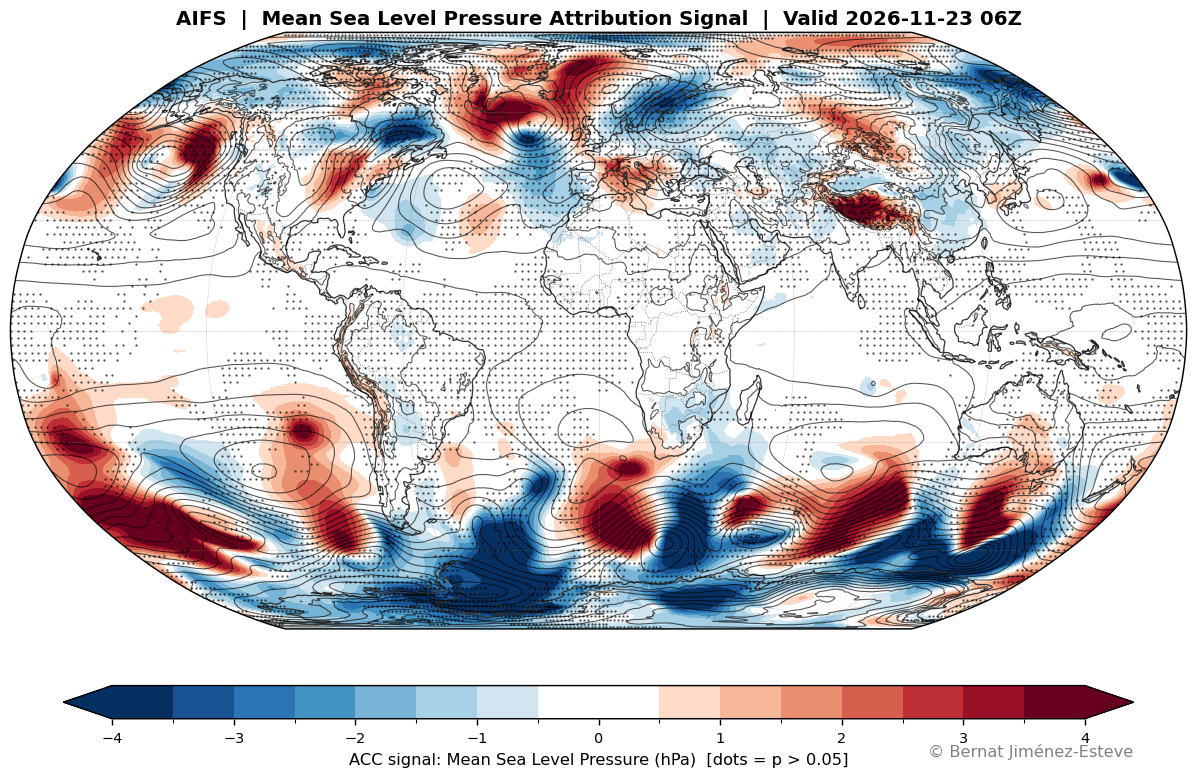 AIFS  |  Mean Sea Level Pressure Attribution Signal  |  Valid 2026-11-23 06Z
−4 −3 −2 −1 0 1 2 3 4
ACC signal: Mean Sea Level Pressure (hPa)  [dots = p > 0.05]
© Bernat Jiménez-Esteve